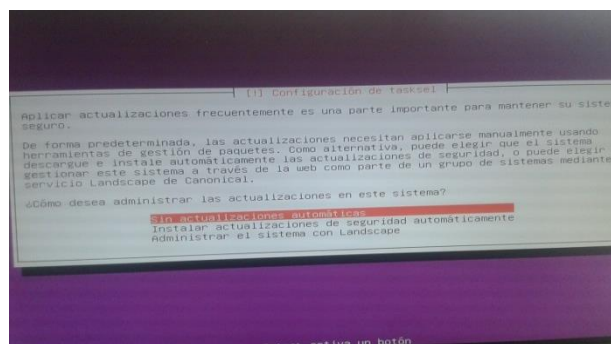 [!] Configuración de tasksel
Aplicar actualizaciones frecuentemente es una parte importante para mantener su siste
seguro.
De forma predeterminada, las actualizaciones necesitan aplicarse manualmente usando
herramientas de gestión de paquetes. Como alternativa, puede elegir que el sistema
descargue e instale automáticamente las actualizaciones de seguridad, o puede elegir
gestionar este sistema a través de la web como parte de un grupo de sistemas mediante
servicio Landscape de Canonical.
¿Cómo desea administrar las actualizaciones en este sistema?
Sin actualizaciones automáticas
Instalar actualizaciones de seguridad automáticamente
Administrar el sistema con Landscape
activa un botón